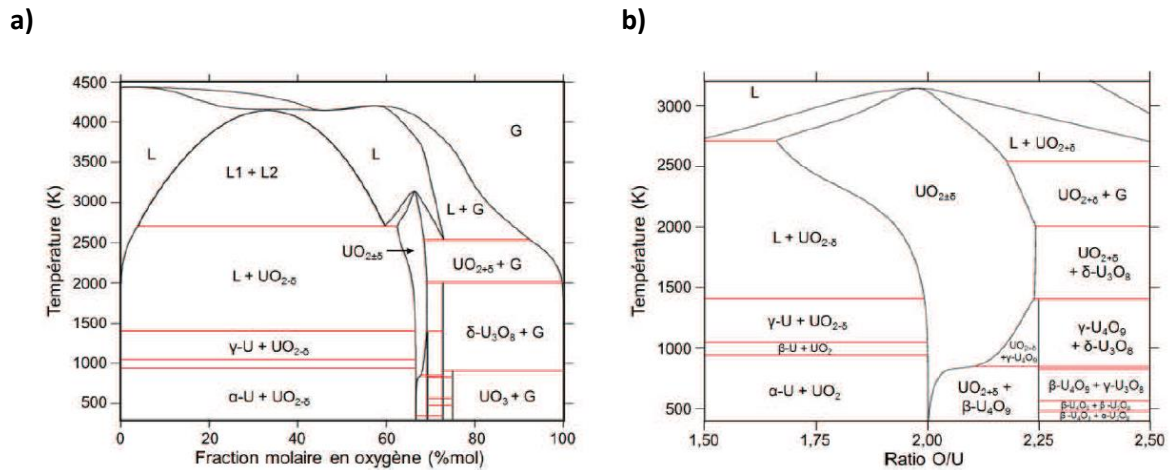 a)
b)
4500
4000
3500
3000
2500
2000
1500
1000
500
Température (K)
0
20
40
60
80
100
Fraction molaire en oxygène (%mol)
L
L1 + L2
L
G
L + G
UO2±δ
UO2+δ + G
L + UO2-δ
δ-U3O8 + G
γ-U + UO2-δ
α-U + UO2-δ
UO3 + G
3000
2500
2000
1500
1000
500
Température (K)
1,50
1,75
2,00
2,25
2,50
Ratio O/U
L
L + UO2+δ
UO2±δ
UO2+δ + G
L + UO2-δ
UO2+δ
+ δ-U3O8
γ-U + UO2-δ
β-U + UO2
γ-U4O9
+ δ-U3O8
α-U + UO2
UO2+δ +
β-U4O9
β-U4O9 + γ-U3O8